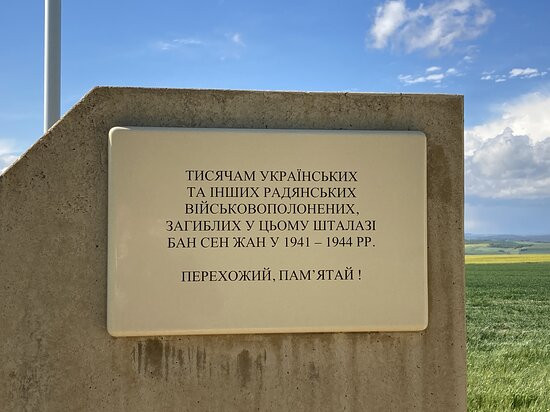 ТИСЯЧАМ УКРАЇНСЬКИХ
ТА ІНШИХ РАДЯНСЬКИХ
ВІЙСЬКОВОПОЛОНЕНИХ,
ЗАГИБЛИХ У ЦЬОМУ ШТАЛАЗІ
БАН СЕН ЖАН У 1941 – 1944 РР.
ПЕРЕХОЖИЙ, ПАМ’ЯТАЙ !